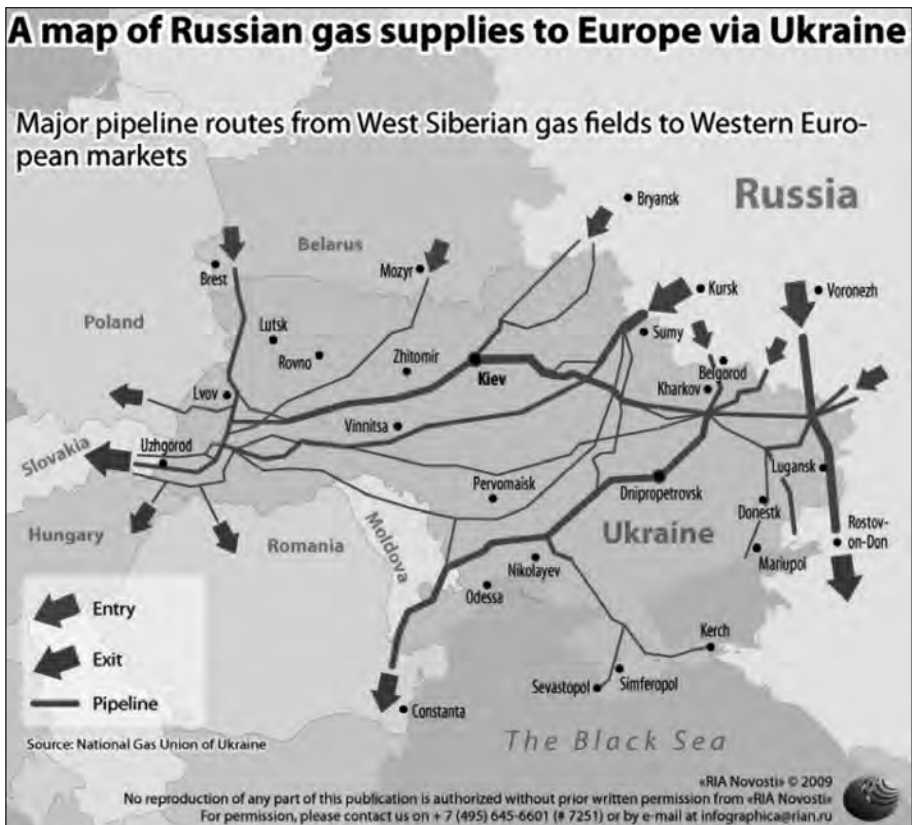 A map of Russian gas supplies to Europe via Ukraine
Major pipeline routes from West Siberian gas fields to Western Euro-
pean markets
Russia
Bryansk
Belarus
Mozyr
Brest
Kursk
Voronezh
Poland
Lutsk
Rovno
Zhitomir
Kiev
Sumy
Belgorod
Kharkov
Lvov
Vinnitsa
Slovakia
Uzhgorod
Pervomaisk
Dnipropetrovsk
Lugansk
Donestk
Hungary
Romania
Moldova
Ukraine
Rostov-
on-Don
Mariupol
Nikolayev
Odessa
Kerch
Simferopol
Sevastopol
Constanta
The Black Sea
Entry
Exit
Pipeline
Source: National Gas Union of Ukraine
«RIA Novosti» © 2009
No reproduction of any part of this publication is authorized without prior written permission from «RIA Novosti»
For permission, please contact us on + 7 (495) 645-6601 (# 7251) or by e-mail at infographica@rian.ru